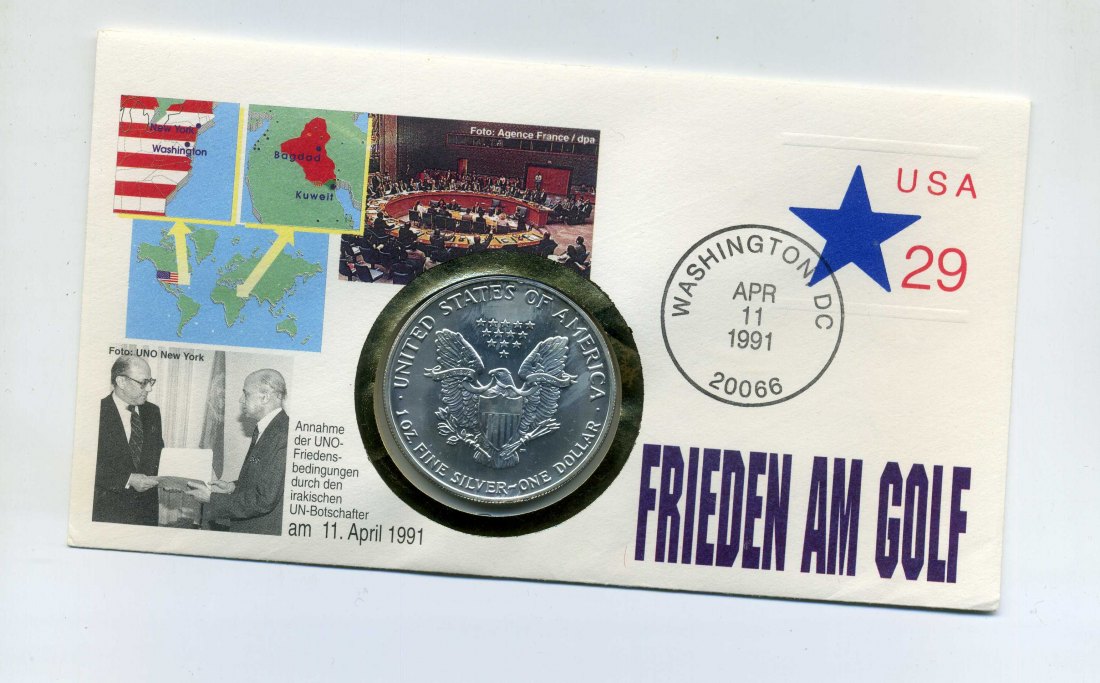 New York
Washington
Bagdad
Kuweit
Foto: Agence France / dpa
Foto: UNO New York
Annahme
der UNO-
Friedens-
bedingungen
durch den
irakischen
UN-Botschafter
am 11. April 1991
UNITED STATES OF AMERICA
1 OZ. FINE SILVER~ONE DOLLAR
USA
29
WASHINGTON DC
APR
11
1991
20066
FRIEDEN AM GOLF